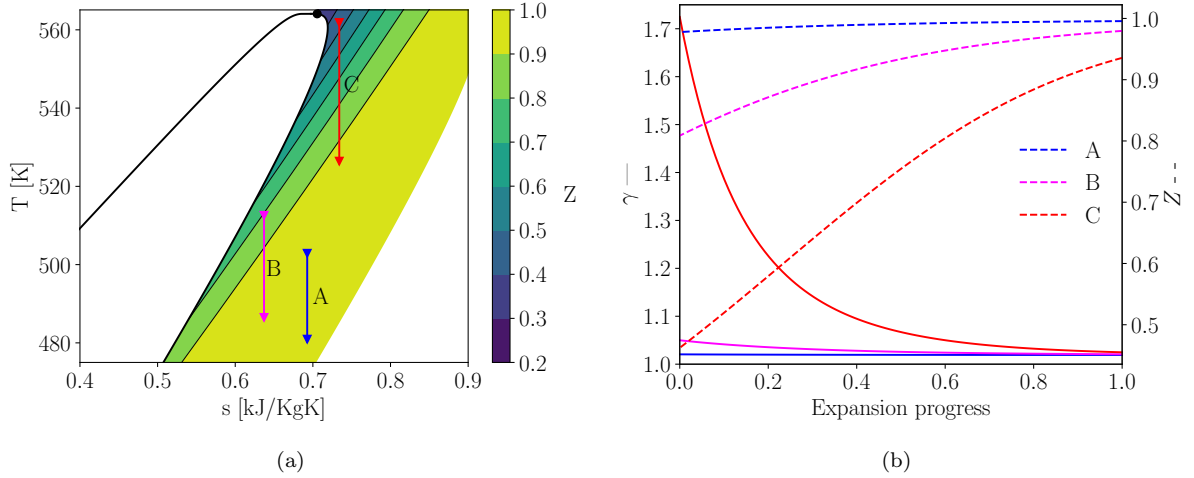 560
540
520
500
480
T [K]
0.4 0.5 0.6 0.7 0.8 0.9
s [kJ/KgK]
A
B
C
1.0
0.9
0.8
0.7
0.6
0.5
0.4
0.3
0.2
Z
(a)
1.7
1.6
1.5
1.4
1.3
1.2
1.1
1.0
γ —
0.0 0.2 0.4 0.6 0.8 1.0
Expansion progress
A
B
C
1.0
0.9
0.8
0.7
0.6
0.5
Z - -
(b)